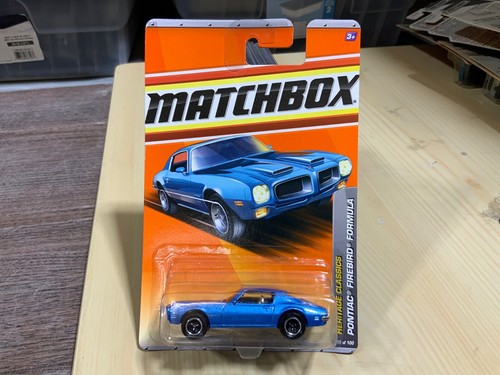 3+
MATCHBOX
HERITAGE CLASSICS
PONTIAC® FIREBIRD® FORMULA